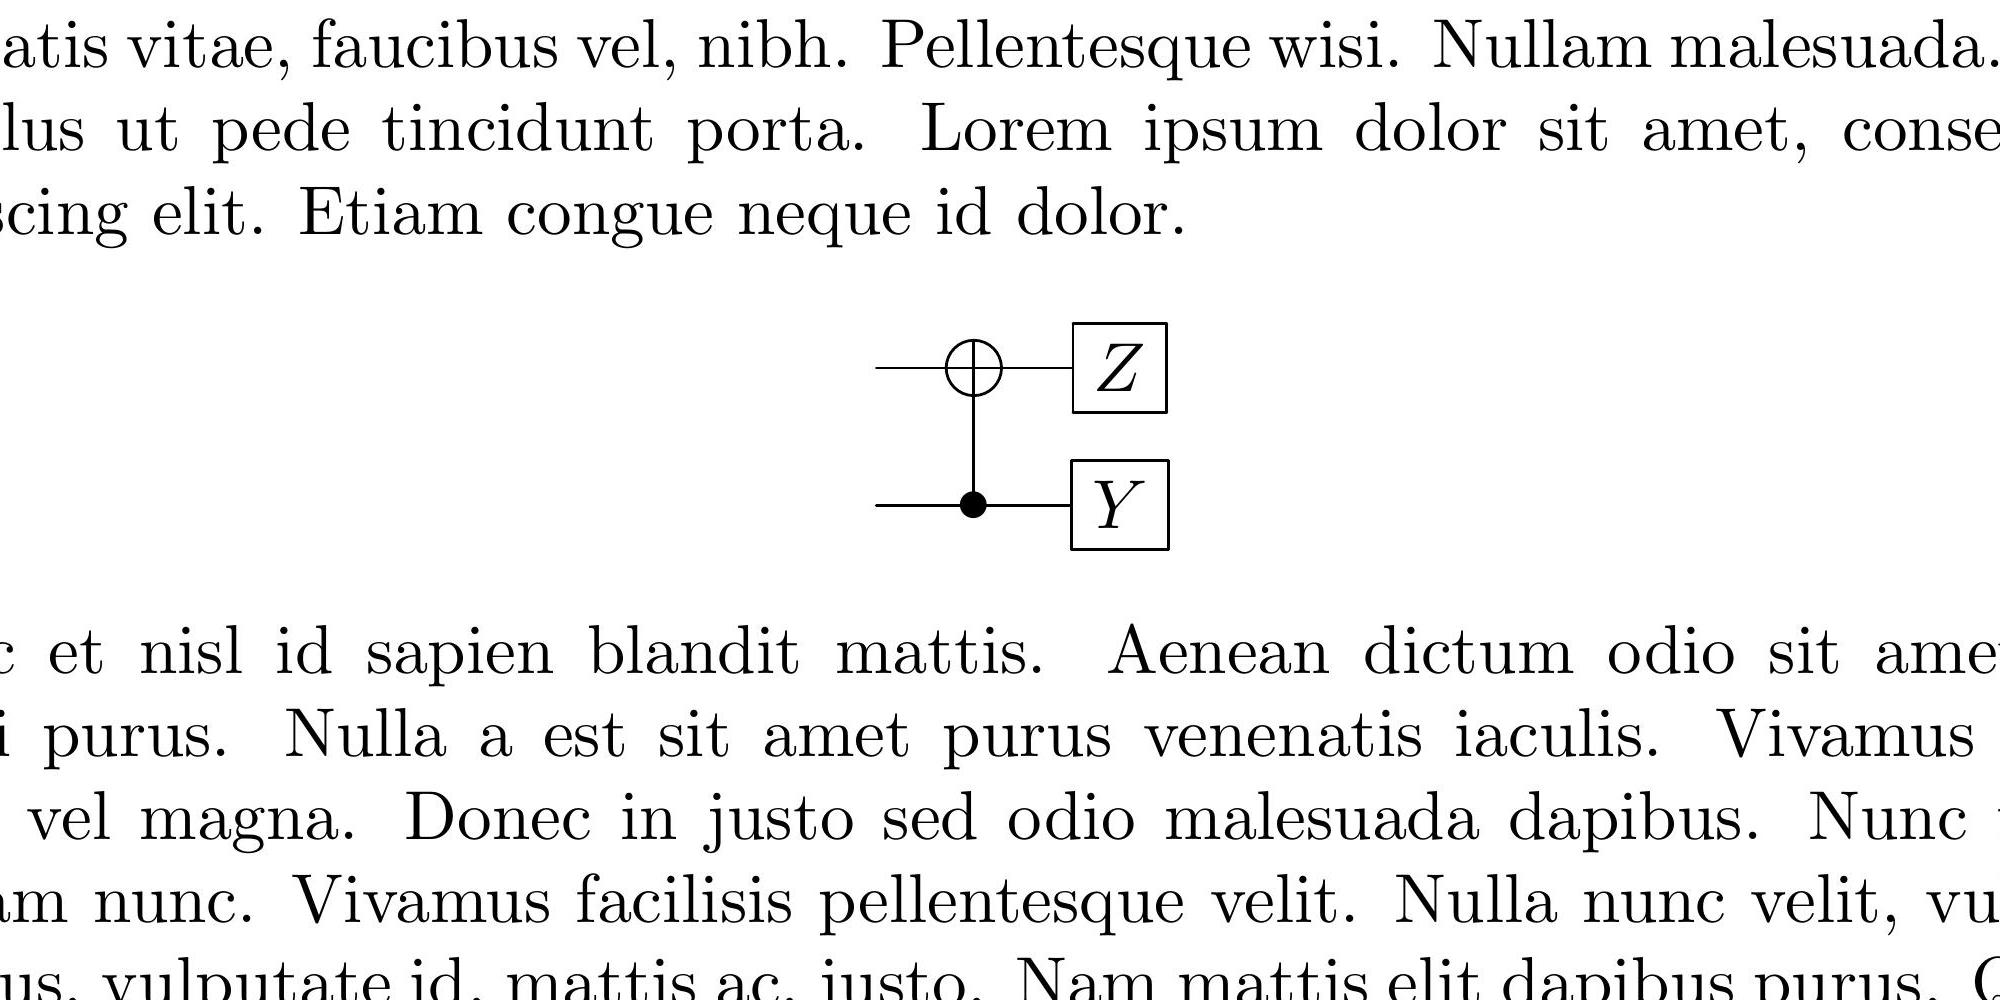 atis vitae, faucibus vel, nibh. Pellentesque wisi. Nullam malesuada.
lus ut pede tincidunt porta. Lorem ipsum dolor sit amet, conse
scing elit. Etiam congue neque id dolor.
Z
Y
c et nisl id sapien blandit mattis. Aenean dictum odio sit ame
i purus. Nulla a est sit amet purus venenatis iaculis. Vivamus
vel magna. Donec in justo sed odio malesuada dapibus. Nunc
am nunc. Vivamus facilisis pellentesque velit. Nulla nunc velit, vu
us, vulputate id, mattis ac, justo. Nam mattis elit dapibus purus.